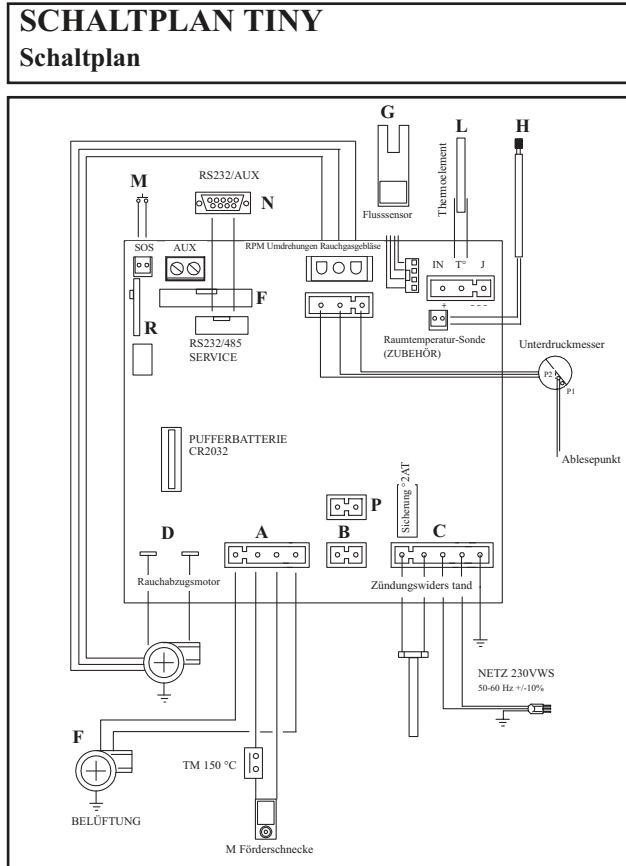 SCHALTPLAN TINY
Schaltplan
G
L
H
M
RS232/AUX
N
Flusssensor
Thermoelement
SOS
AUX
RPM Umdrehungen Rauchgasgebläse
IN T° J
F
R
RS232/485
SERVICE
+ - - -
Raumtemperatur-Sonde
(ZUBEHÖR)
Unterdruckmesser
P2
P1
Ablesepunkt
PUFFERBATTERIE
CR2032
Sicherung °2AT
P
D
A
B
C
Rauchabzugsmotor
Zündungswiders tand
NETZ 230VWS
50-60 Hz +/-10%
F
TM 150 °C
BELÜFTUNG
M Förderschnecke